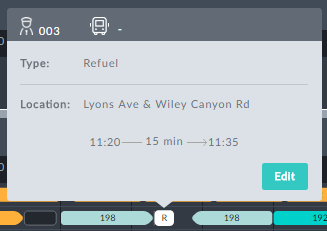 003 -
Type: Refuel
Location: Lyons Ave & Wiley Canyon Rd
11:20 15 min 11:35
Edit
198 R 198 192